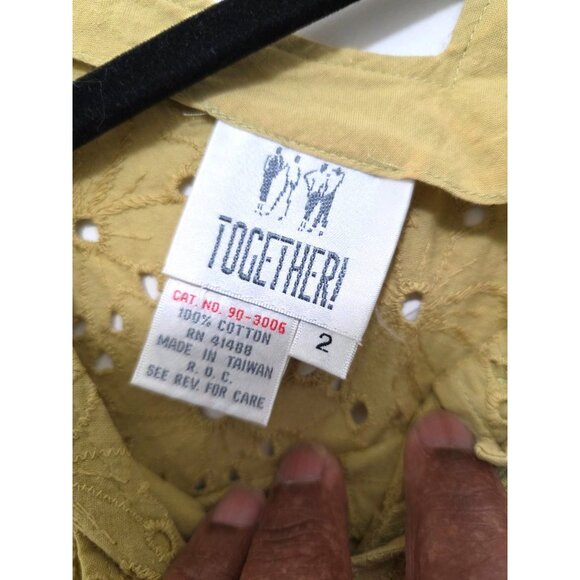 TOGETHER!
CAT. NO. 90-3006
100% COTTON
RN 41488
MADE IN TAIWAN
R. O. C.
SEE REV. FOR CARE
2